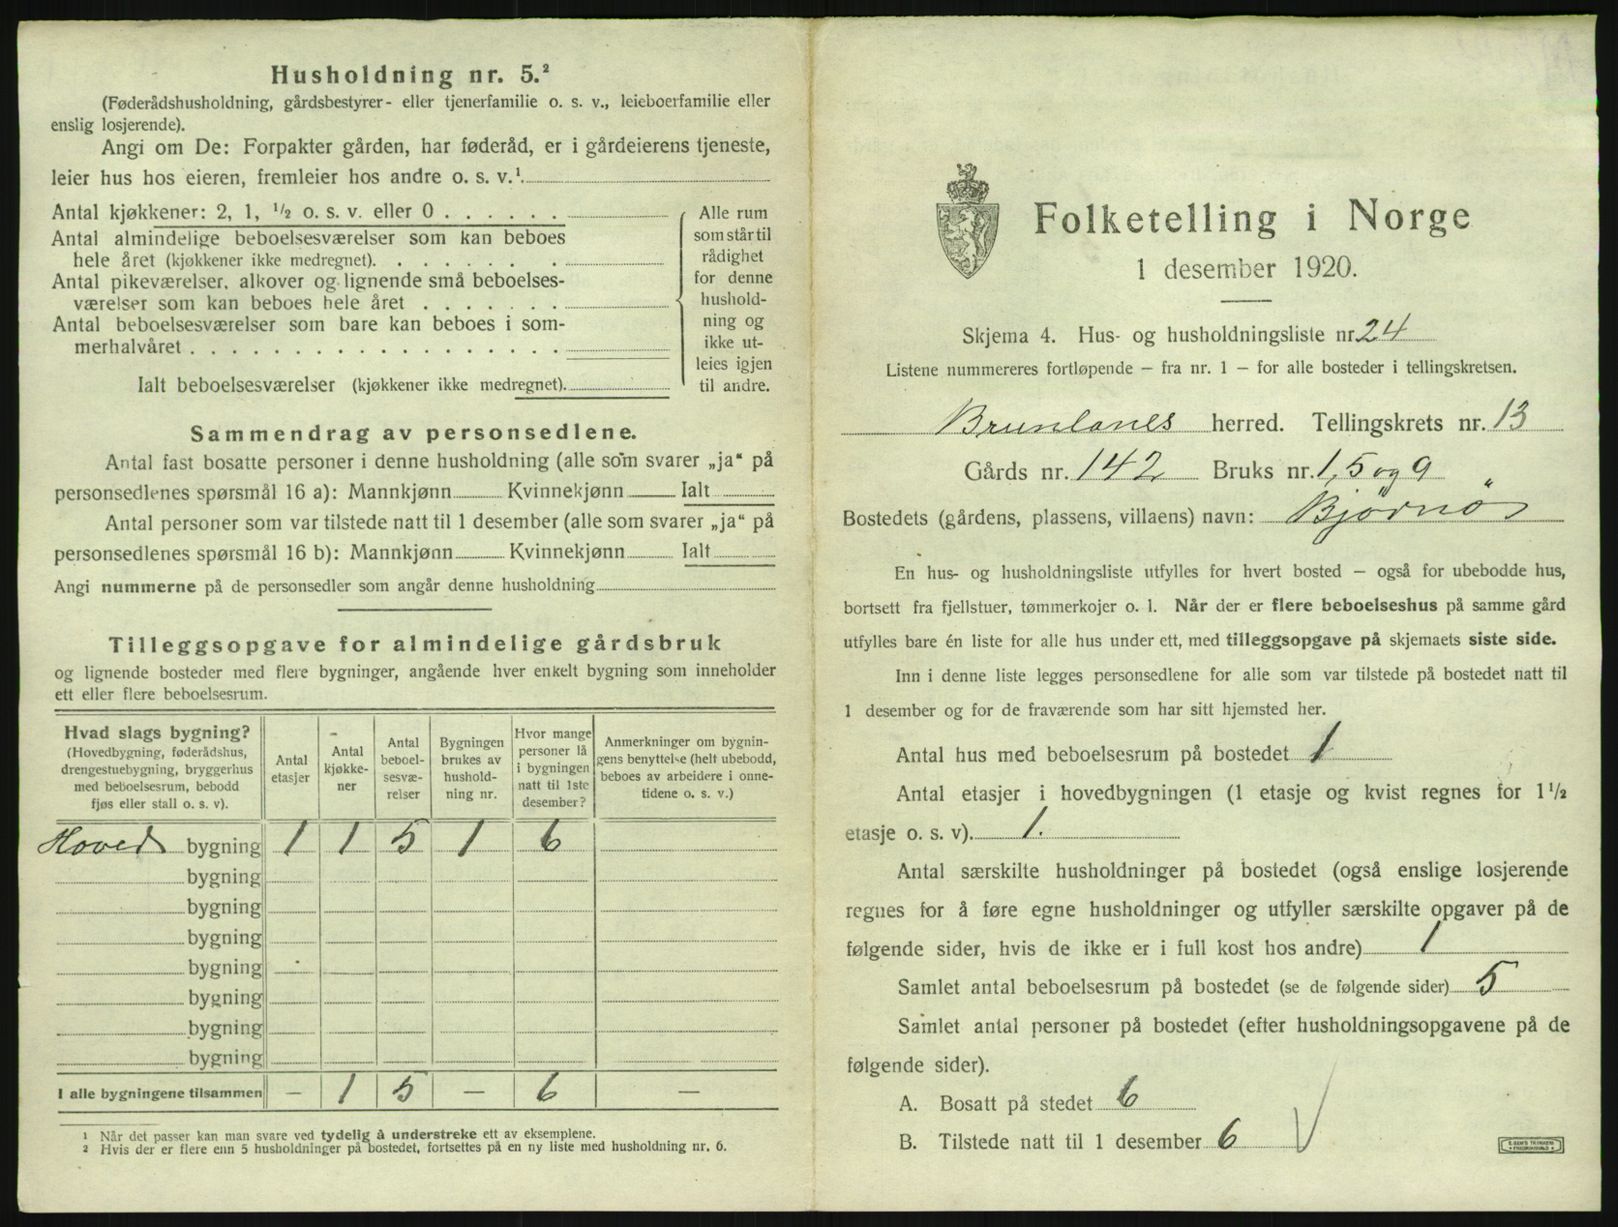 Husholdning nr. 5.²
(Føderådshusholdning, gårdsbestyrer- eller tjenerfamilie o. s. v., leieboerfamilie eller
enslig losjerende).
Angi om De: Forpakter gården, har føderåd, er i gårdeierens tjeneste,
leier hus hos eieren, fremleier hos andre o. s. v.¹
Antal kjøkkener: 2, 1, ½ o. s. v. eller 0 . . . . . .
Antal almindelige beboelsesværelser som kan beboes
hele året (kjøkkener ikke medregnet). . . . . . . .
Antal pikeværelser, alkover og lignende små beboelses-
værelser som kan beboes hele året . . . . . . .
Antal beboelsesværelser som bare kan beboes i som-
merhalvåret . . . . . . . . . . . . . . . . . .
Ialt beboelsesværelser (kjøkkener ikke medregnet).
Alle rum
som står til
rådighet
for denne
hushold-
ning og
ikke ut-
leies igjen
til andre.
Sammendrag av personsedlene.
Antal fast bosatte personer i denne husholdning (alle som svarer „ja“ på
personsedlenes spørsmål 16 a): Mannkjønn Kvinnekjønn Ialt
Antal personer som var tilstede natt til 1 desember (alle som svarer „ja“ på
personsedlenes spørsmål 16 b): Mannkjønn Kvinnekjønn Ialt
Angi nummerne på de personsedler som angår denne husholdning
Tilleggsopgave for almindelige gårdsbruk
og lignende bosteder med flere bygninger, angående hver enkelt bygning som inneholder
ett eller flere beboelsesrum.
Hvad slags bygning?
(Hovedbygning, føderådshus,
drengestuebygning, bryggerhus
med beboelsesrum, bebodd
fjøs eller stall o. s. v).
Antal
etasjer
Antal
kjøkke-
ner
Antal
beboel-
sesvæ-
relser
Bygningen
brukes av
hushold-
ning nr.
Hvor mange
personer lå
i bygningen
natt til 1ste
desember?
Anmerkninger om bygnin-
gens benyttelse (helt ubebodd,
beboes av arbeidere i onne-
tidene o. s. v.)
Hoved bygning 1 1 5 1 6
bygning
bygning
bygning
bygning
bygning
bygning
bygning
I alle bygningene tilsammen — 1 5 — 6 —
¹ Når det passer kan man svare ved tydelig å understreke ett av eksemplene.
² Hvis der er flere enn 5 husholdninger på bostedet, fortsettes på en ny liste med husholdning nr. 6.
Folketelling i Norge
1 desember 1920.
Skjema 4. Hus- og husholdningsliste nr. 24
Listene nummereres fortløpende — fra nr. 1 — for alle bosteder i tellingskretsen.
Brunlanes herred. Tellingskrets nr. 13
Gårds nr. 142 Bruks nr. 1, 5 og 9
Bostedets (gårdens, plassens, villaens) navn: Bjørnø
En hus- og husholdningsliste utfylles for hvert bosted — også for ubebodde hus,
bortsett fra fjellstuer, tømmerkojer o. l. Når der er flere beboelseshus på samme gård
utfylles bare én liste for alle hus under ett, med tilleggsopgave på skjemaets siste side.
Inn i denne liste legges personsedlene for alle som var tilstede på bostedet natt til
1 desember og for de fraværende som har sitt hjemsted her.
Antal hus med beboelsesrum på bostedet 1
Antal etasjer i hovedbygningen (1 etasje og kvist regnes for 1½
etasje o. s. v). 1.
Antal særskilte husholdninger på bostedet (også enslige losjerende
regnes for å føre egne husholdninger og utfyller særskilte opgaver på de
følgende sider, hvis de ikke er i full kost hos andre) 1
Samlet antal beboelsesrum på bostedet (se de følgende sider) 5
Samlet antal personer på bostedet (efter husholdningsopgavene på de
følgende sider).
A. Bosatt på stedet 6
B. Tilstede natt til 1 desember 6